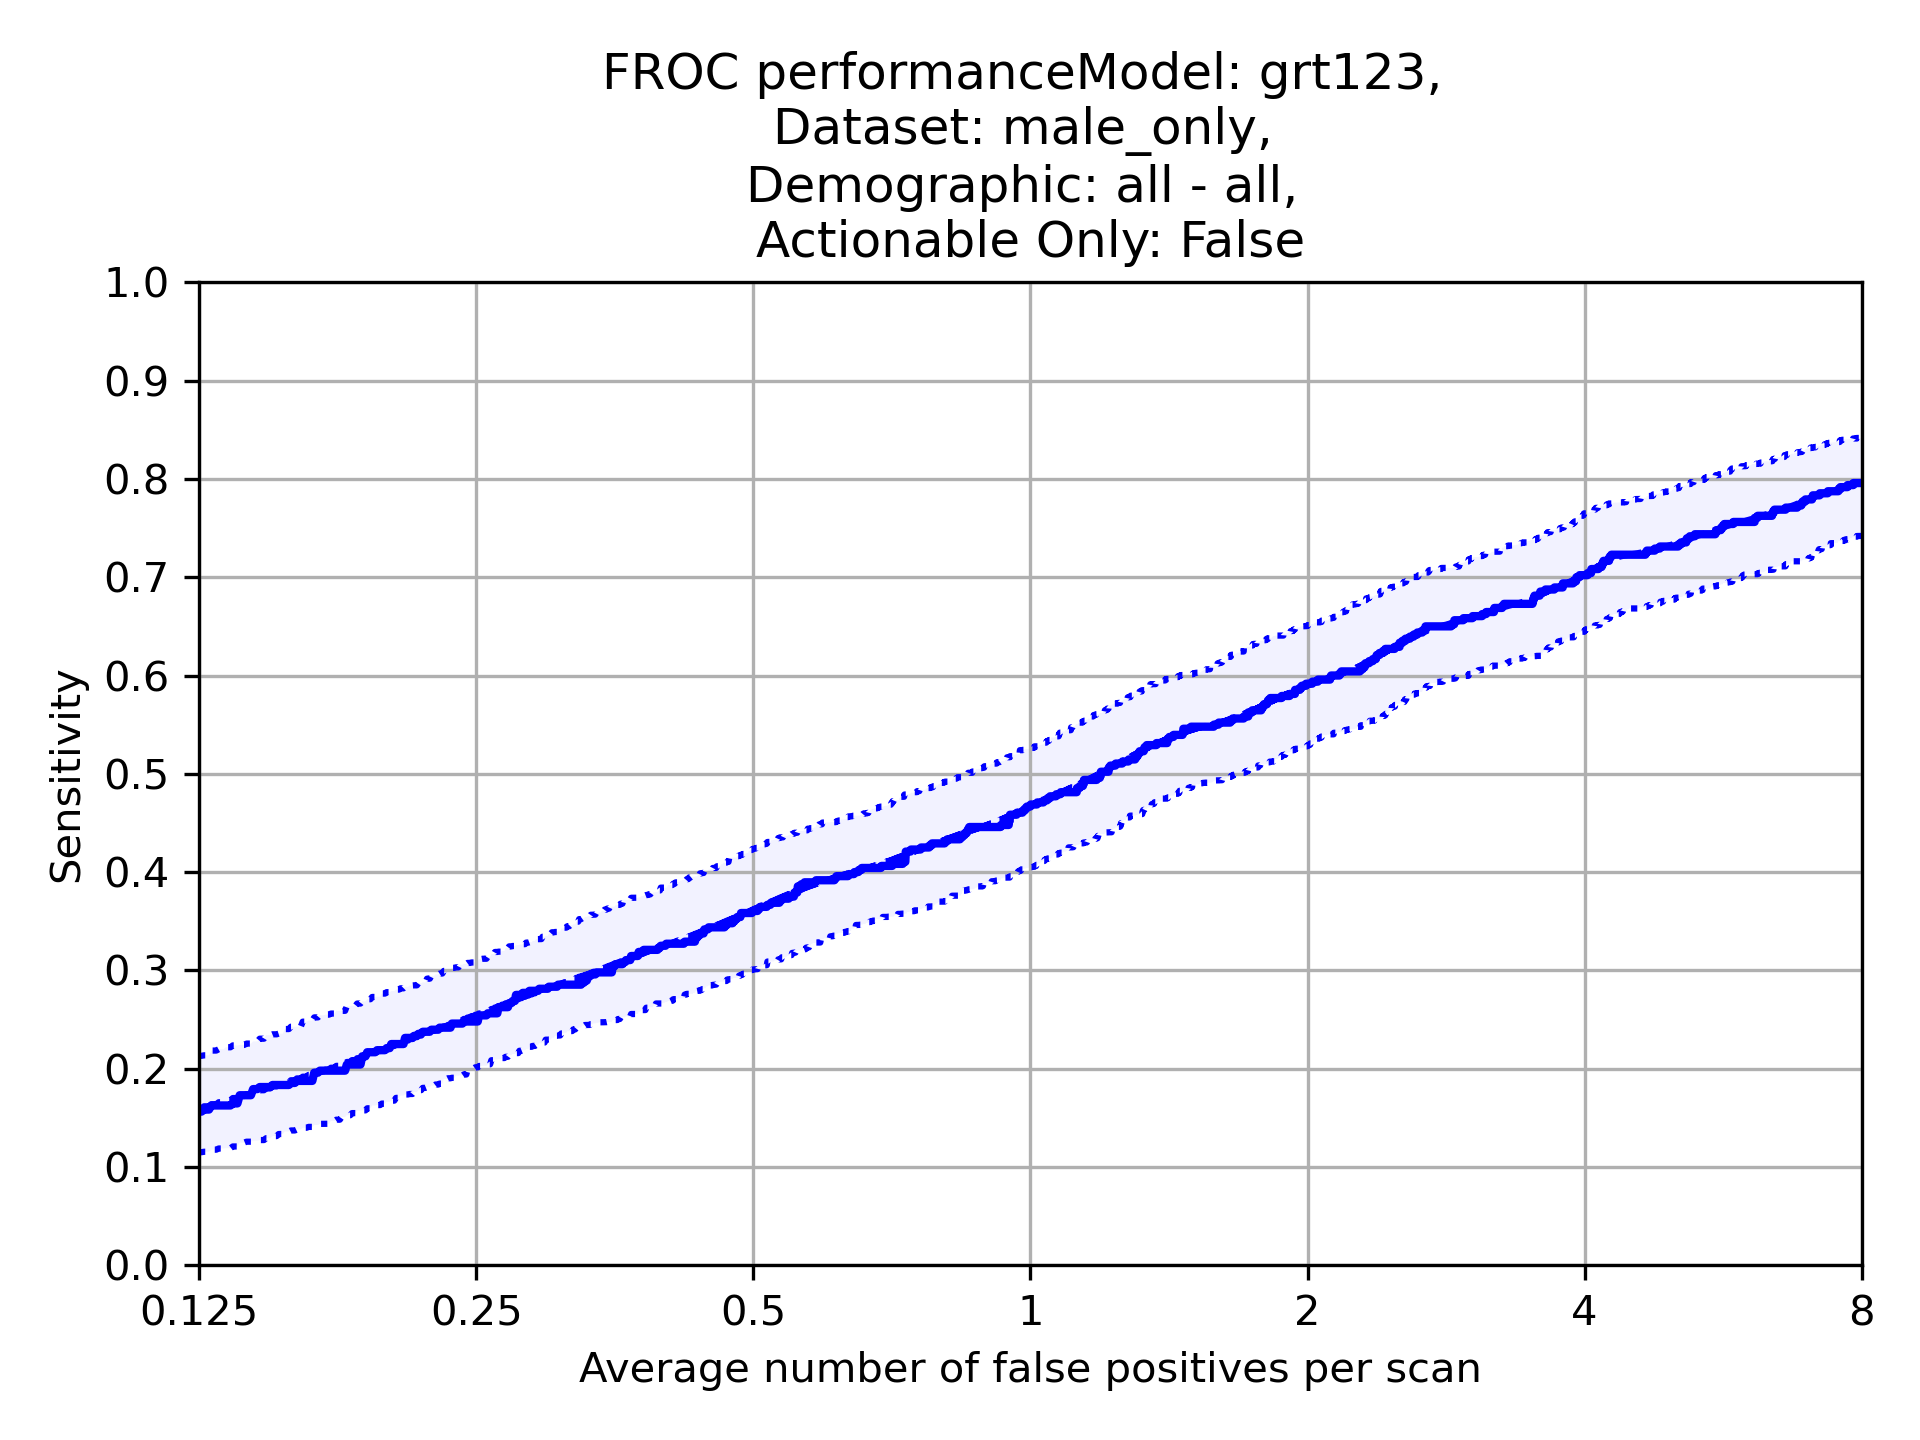 FROC performanceModel: grt123,
Dataset: male_only,
Demographic: all - all,
Actionable Only: False
1.0
0.9
0.8
0.7
0.6
0.5
0.4
0.3
0.2
0.1
0.0
Sensitivity
0.125 0.25 0.5 1 2 4 8
Average number of false positives per scan